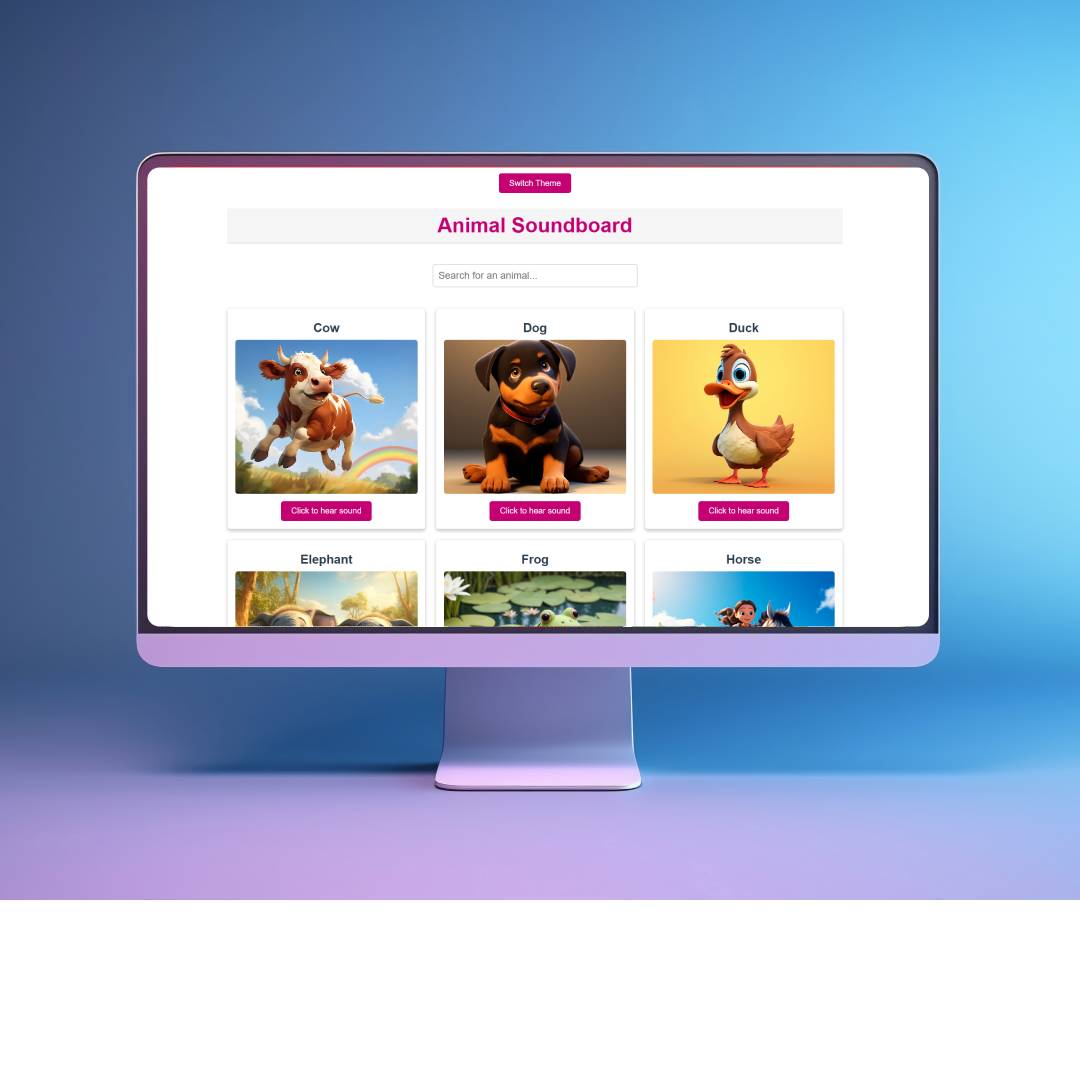 Switch Theme
Animal Soundboard
Search for an animal...
Cow
Dog
Duck
Click to hear sound
Click to hear sound
Click to hear sound
Elephant
Frog
Horse